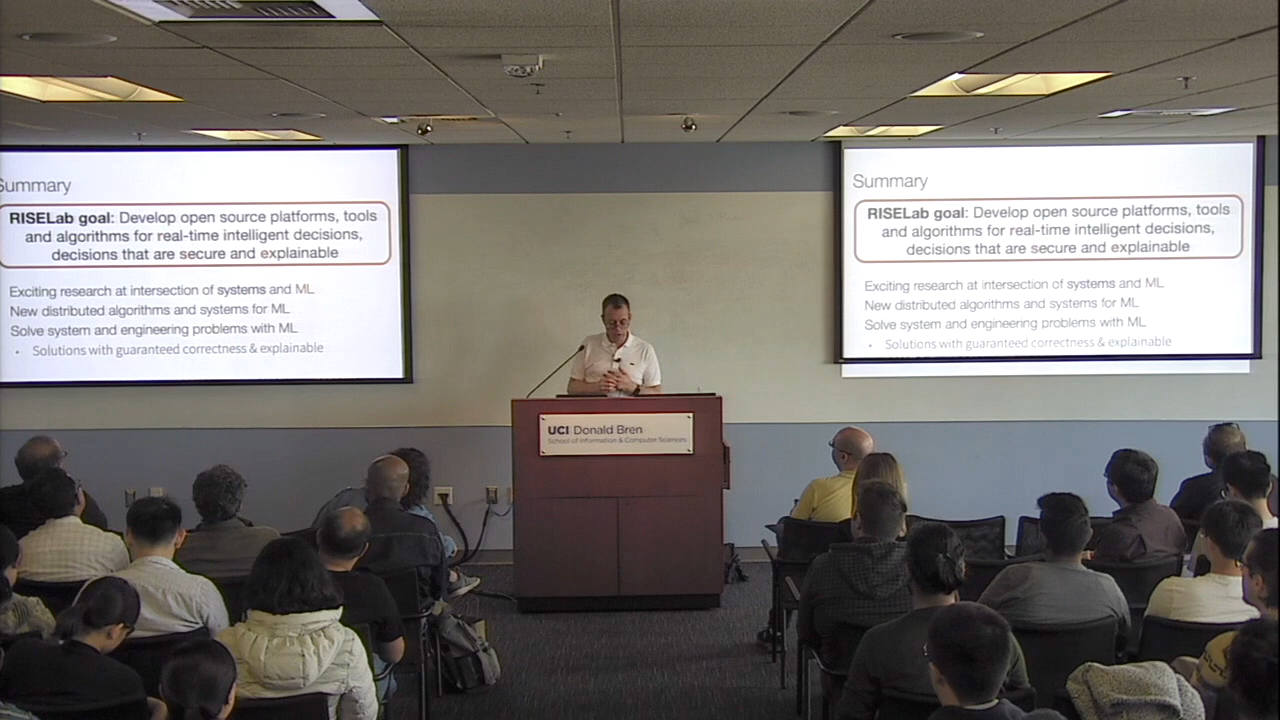 Summary
RISELab goal: Develop open source platforms, tools
and algorithms for real-time intelligent decisions,
decisions that are secure and explainable
Exciting research at intersection of systems and ML
New distributed algorithms and systems for ML
Solve system and engineering problems with ML
• Solutions with guaranteed correctness & explainable
Summary
RISELab goal: Develop open source platforms, tools
and algorithms for real-time intelligent decisions,
decisions that are secure and explainable
Exciting research at intersection of systems and ML
New distributed algorithms and systems for ML
Solve system and engineering problems with ML
• Solutions with guaranteed correctness & explainable
UCI Donald Bren
School of Information & Computer Sciences